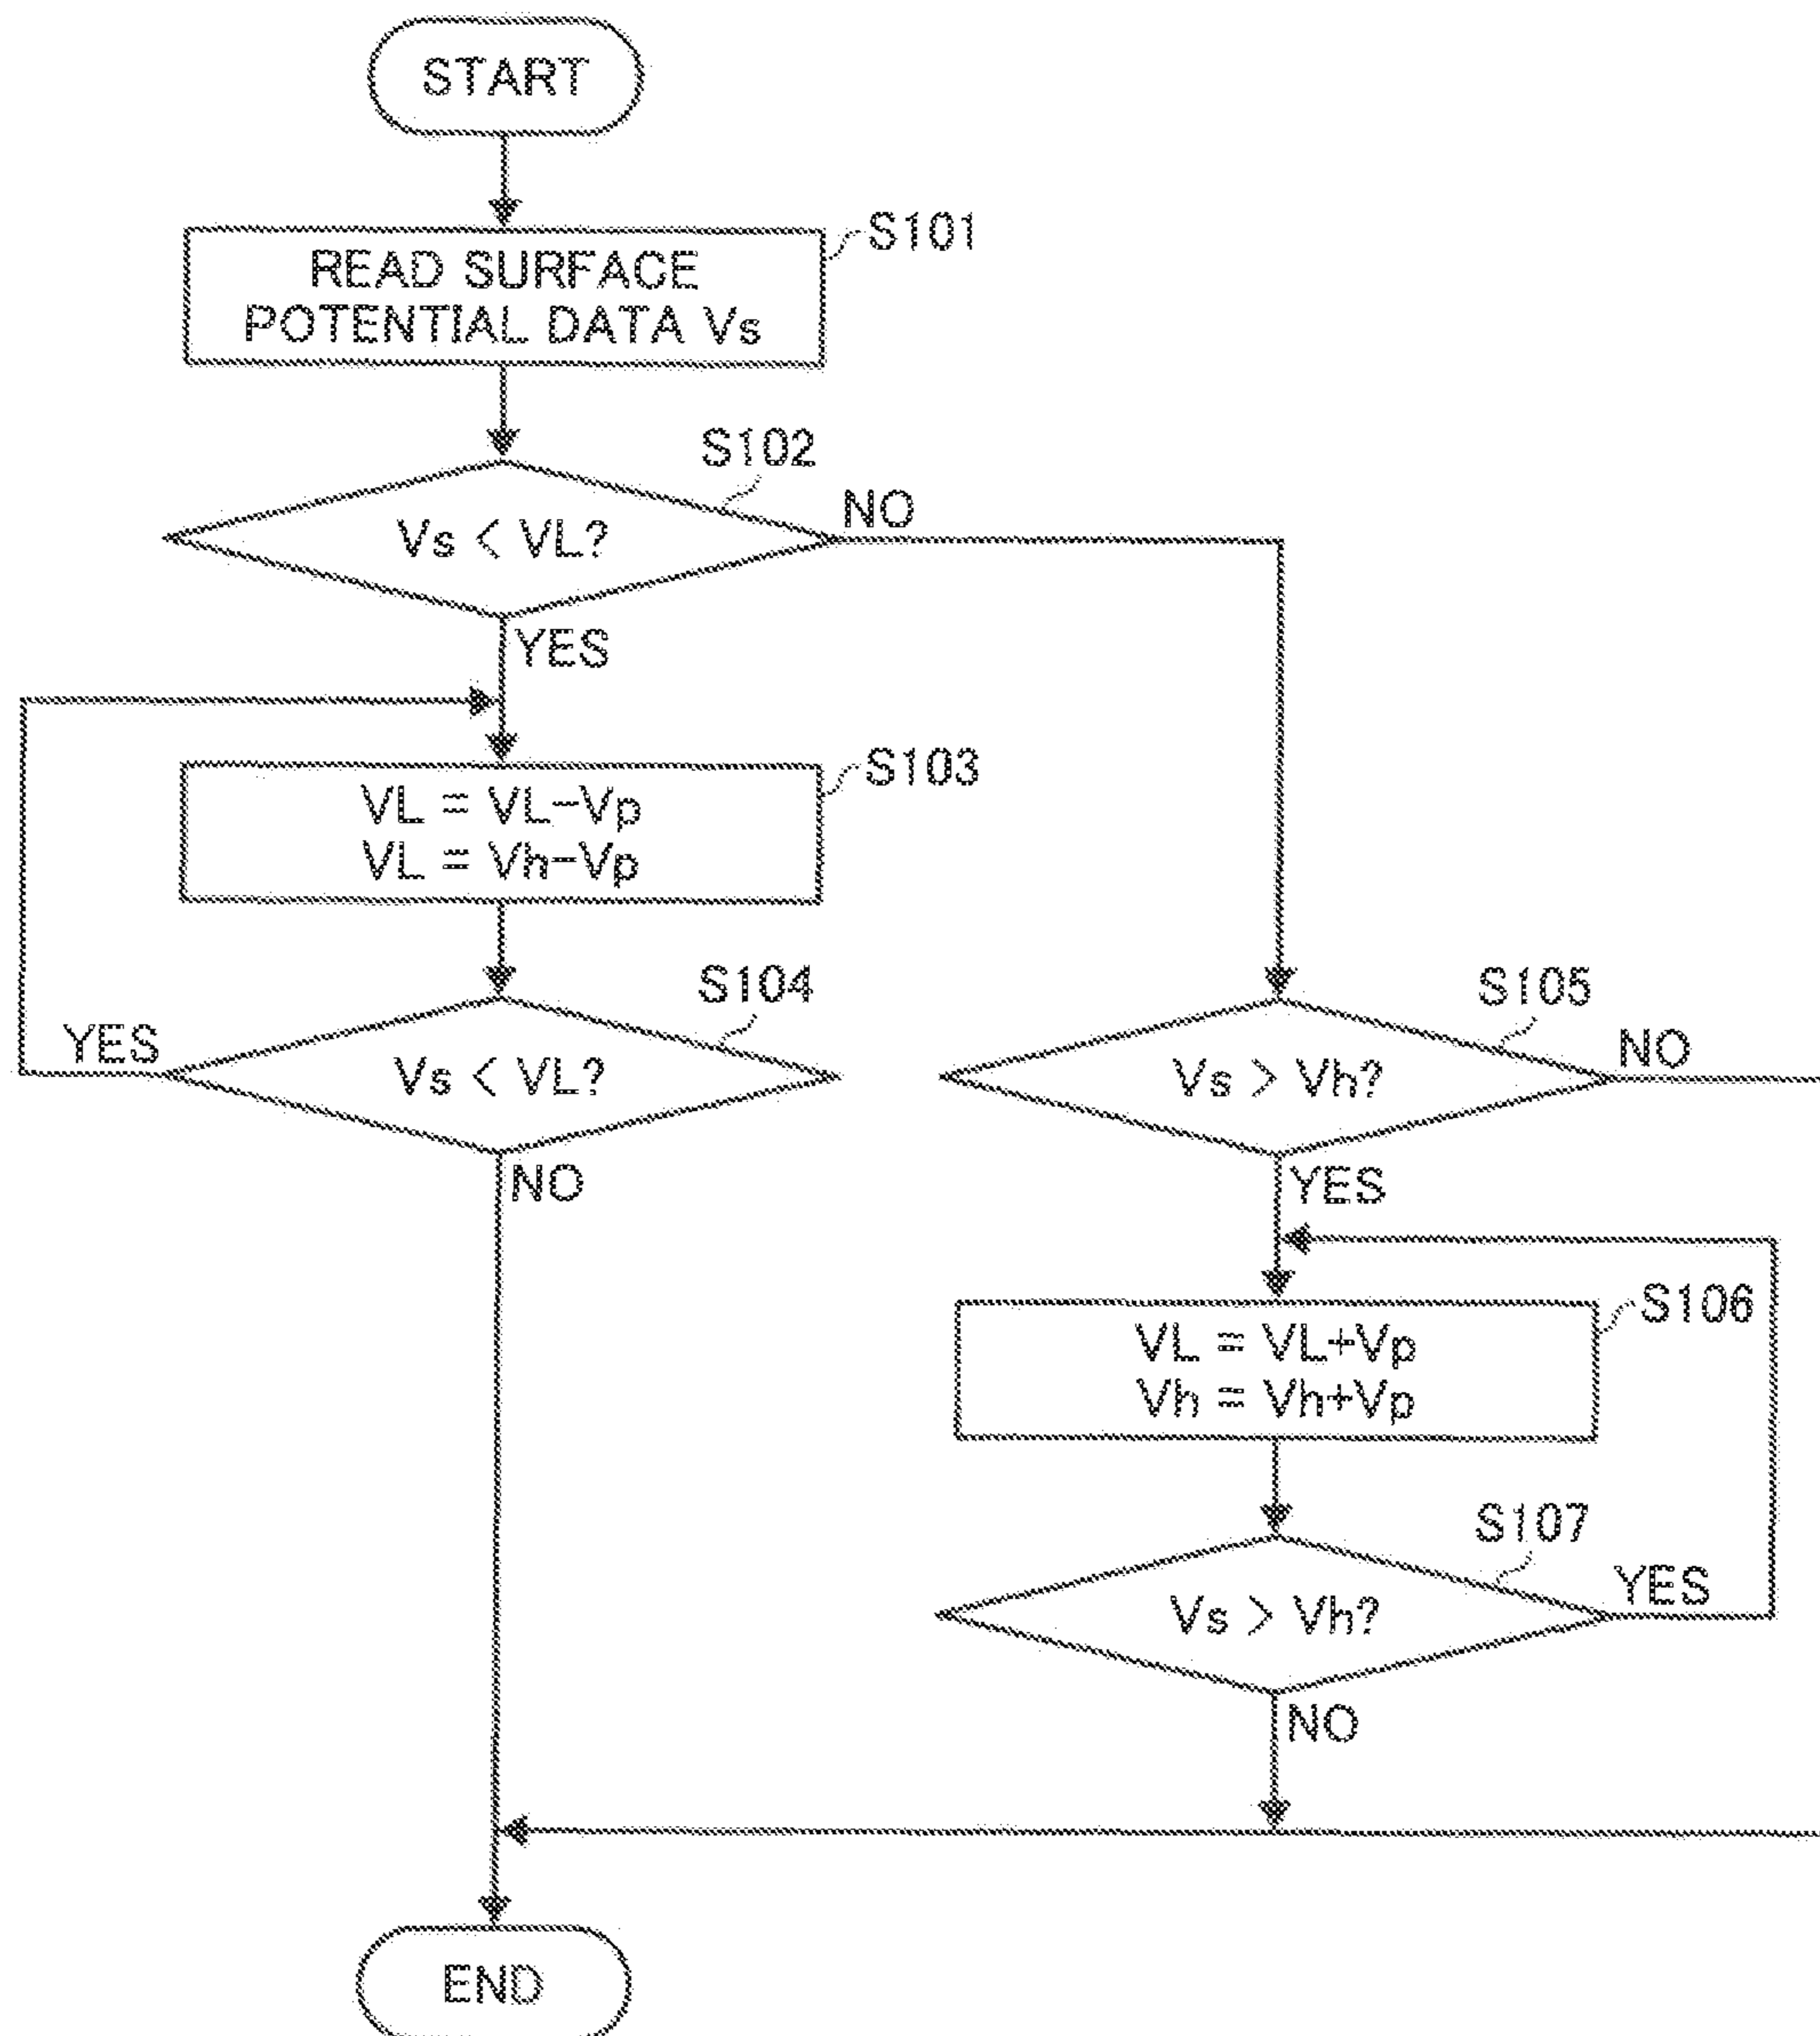 START
S101
READ SURFACE
POTENTIAL DATA Vs
S102
Vs < VL?
NO
YES
S103
VL = VL-Vp
VL = Vh-Vp
S104
Vs < VL?
YES
NO
S105
Vs > Vh?
NO
YES
S106
VL = VL+Vp
Vh = Vh+Vp
S107
Vs > Vh?
YES
NO
END